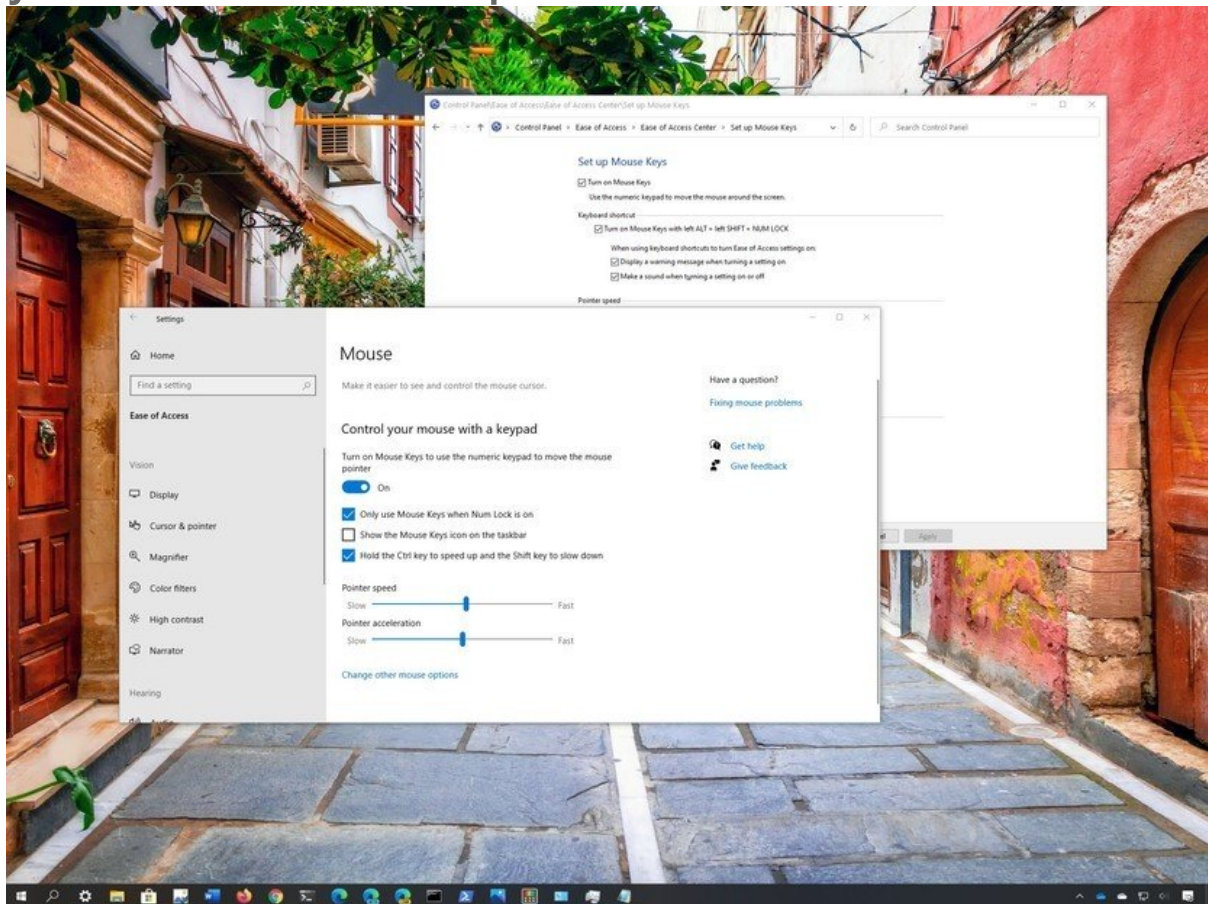 Control Panel\Ease of Access\Ease of Access Center\Set up Mouse Keys
Control Panel > Ease of Access > Ease of Access Center > Set up Mouse Keys
Search Control Panel
Set up Mouse Keys
Turn on Mouse Keys
Use the numeric keypad to move the mouse around the screen.
Keyboard shortcut
Turn on Mouse Keys with left ALT + left SHIFT + NUM LOCK
When using keyboard shortcuts to turn Ease of Access settings on:
Display a warning message when turning a setting on
Make a sound when turning a setting on or off
Pointer speed
Apply
Settings
Home
Find a setting
Ease of Access
Vision
Display
Cursor & pointer
Magnifier
Color filters
High contrast
Narrator
Hearing
Mouse
Make it easier to see and control the mouse cursor.
Control your mouse with a keypad
Turn on Mouse Keys to use the numeric keypad to move the mouse
pointer
On
Only use Mouse Keys when Num Lock is on
Show the Mouse Keys icon on the taskbar
Hold the Ctrl key to speed up and the Shift key to slow down
Pointer speed
Slow Fast
Pointer acceleration
Slow Fast
Change other mouse options
Have a question?
Fixing mouse problems
Get help
Give feedback